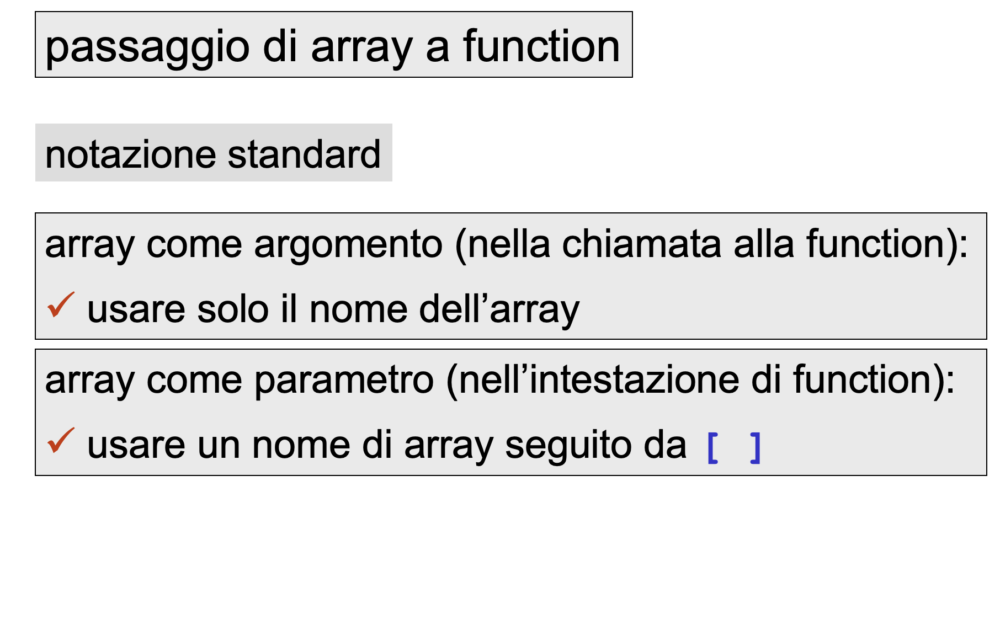 passaggio di array a function
notazione standard
array come argomento (nella chiamata alla function):
✓ usare solo il nome dell’array
array come parametro (nell’intestazione di function):
✓ usare un nome di array seguito da [ ]